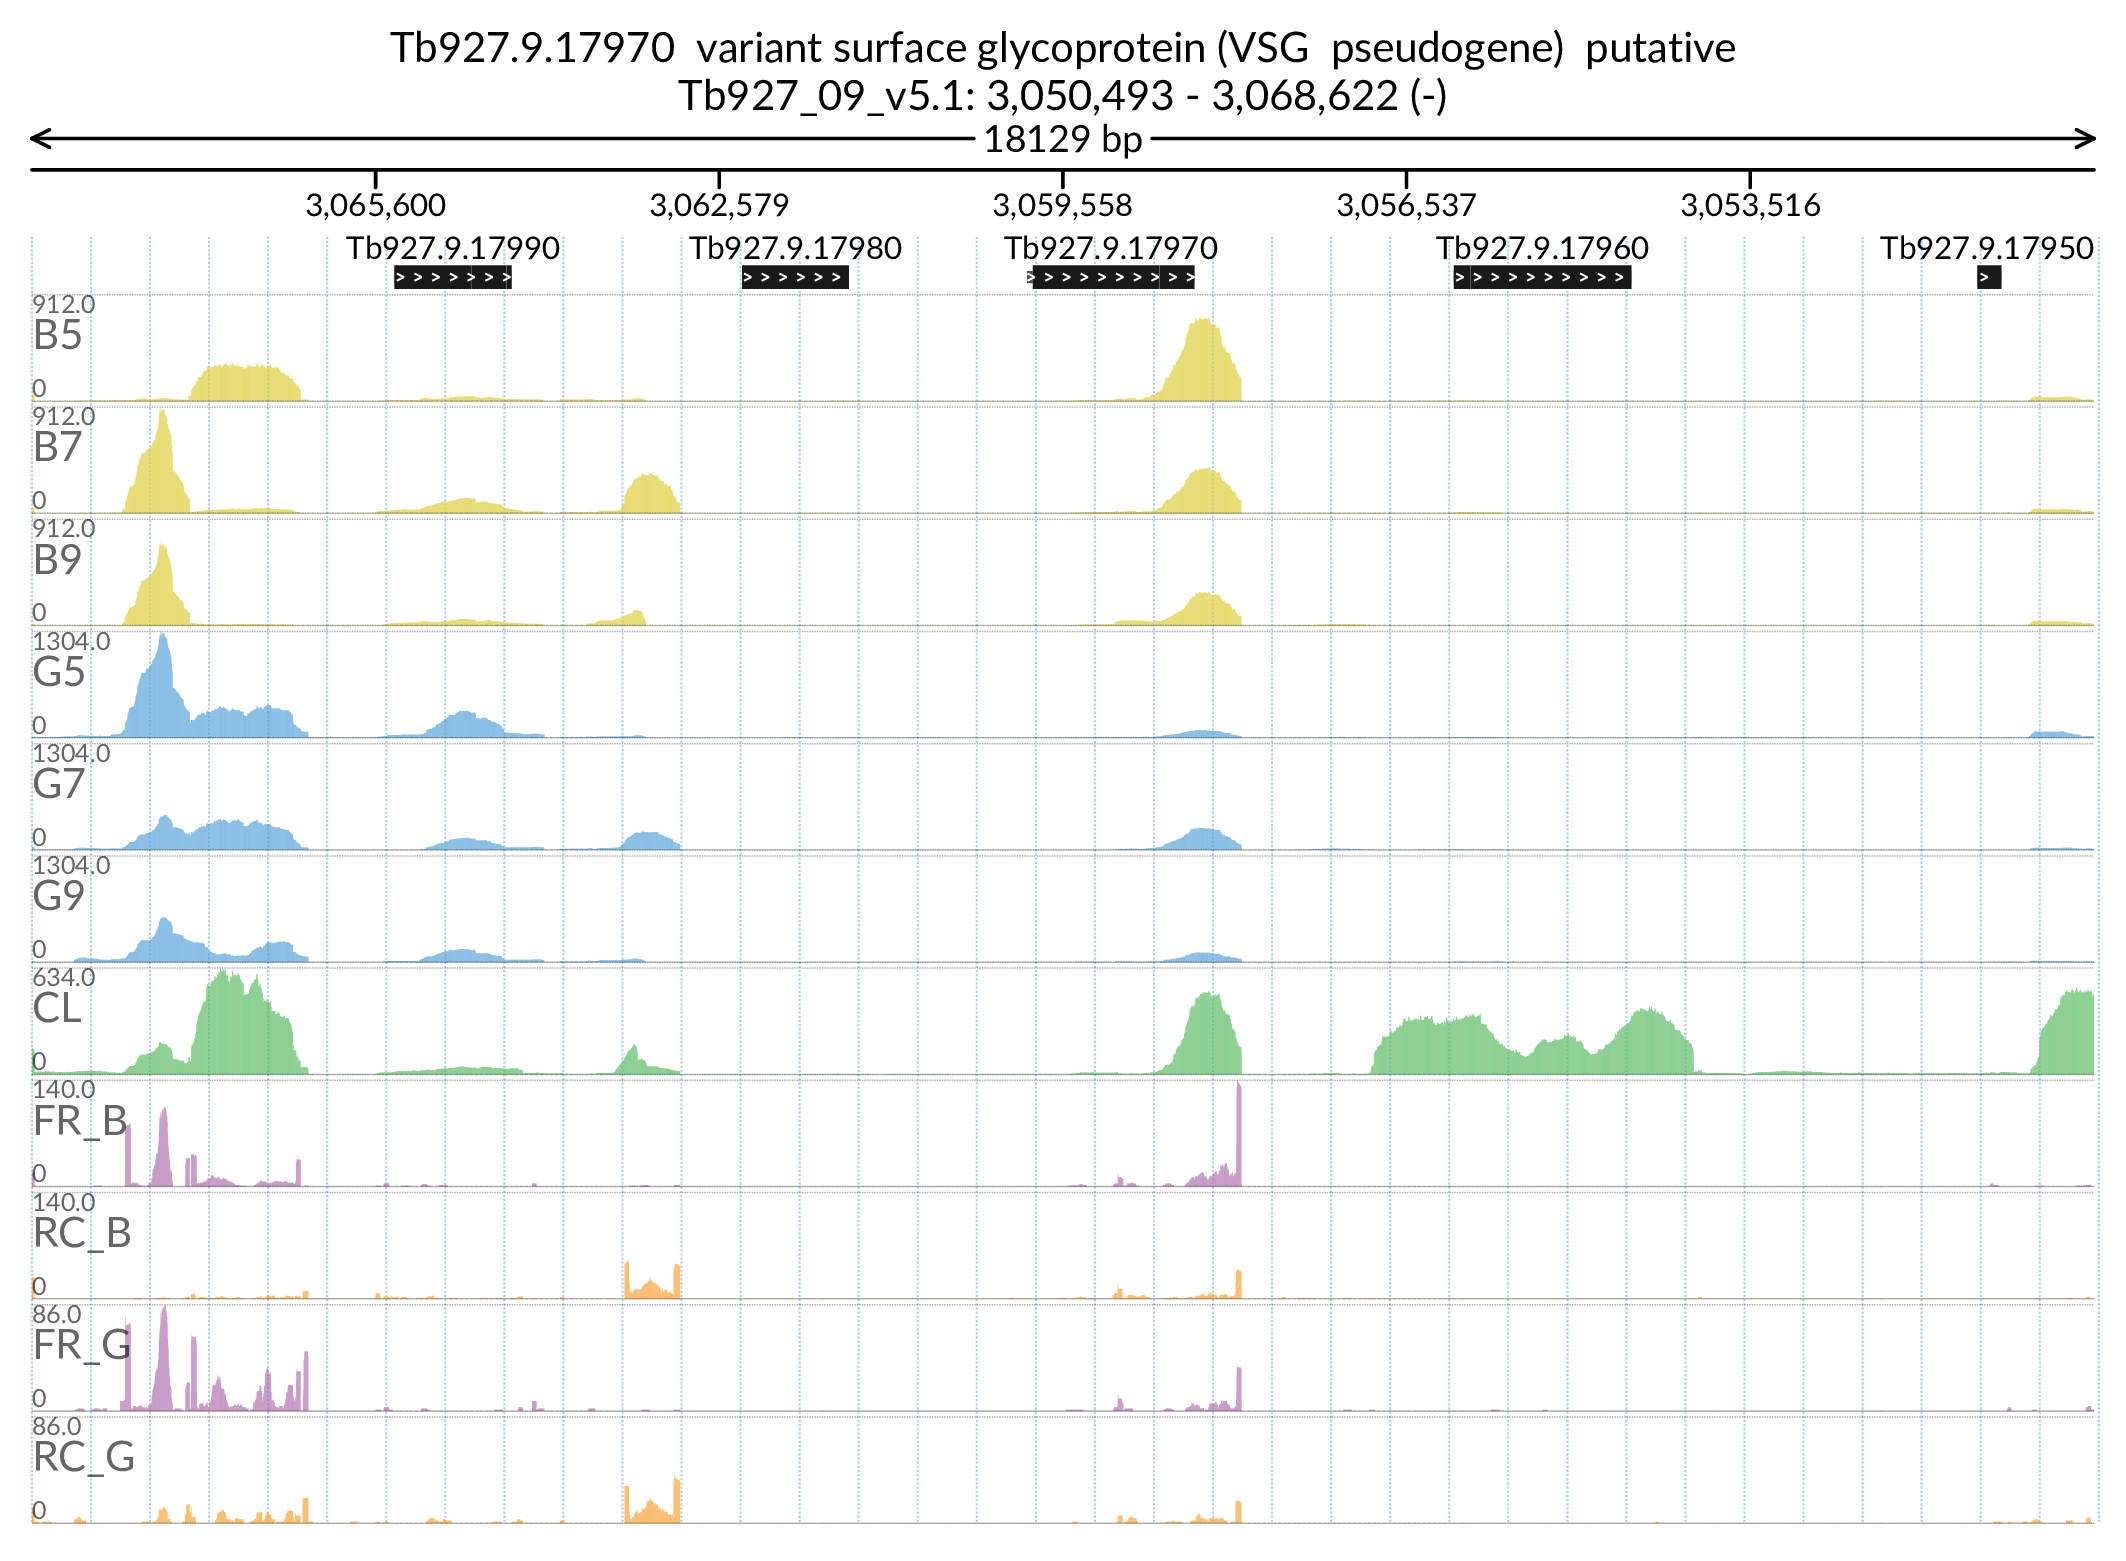 Tb927.9.17970 variant surface glycoprotein (VSG pseudogene) putative
Tb927_09_v5.1: 3,050,493 - 3,068,622 (-)
18129 bp
3,065,600 3,062,579 3,059,558 3,056,537 3,053,516
Tb927.9.17990 Tb927.9.17980 Tb927.9.17970 Tb927.9.17960 Tb927.9.17950
912.0
B5
0
912.0
B7
0
912.0
B9
0
1304.0
G5
0
1304.0
G7
0
1304.0
G9
0
634.0
CL
0
140.0
FR_B
0
140.0
RC_B
0
86.0
FR_G
0
86.0
RC_G
0